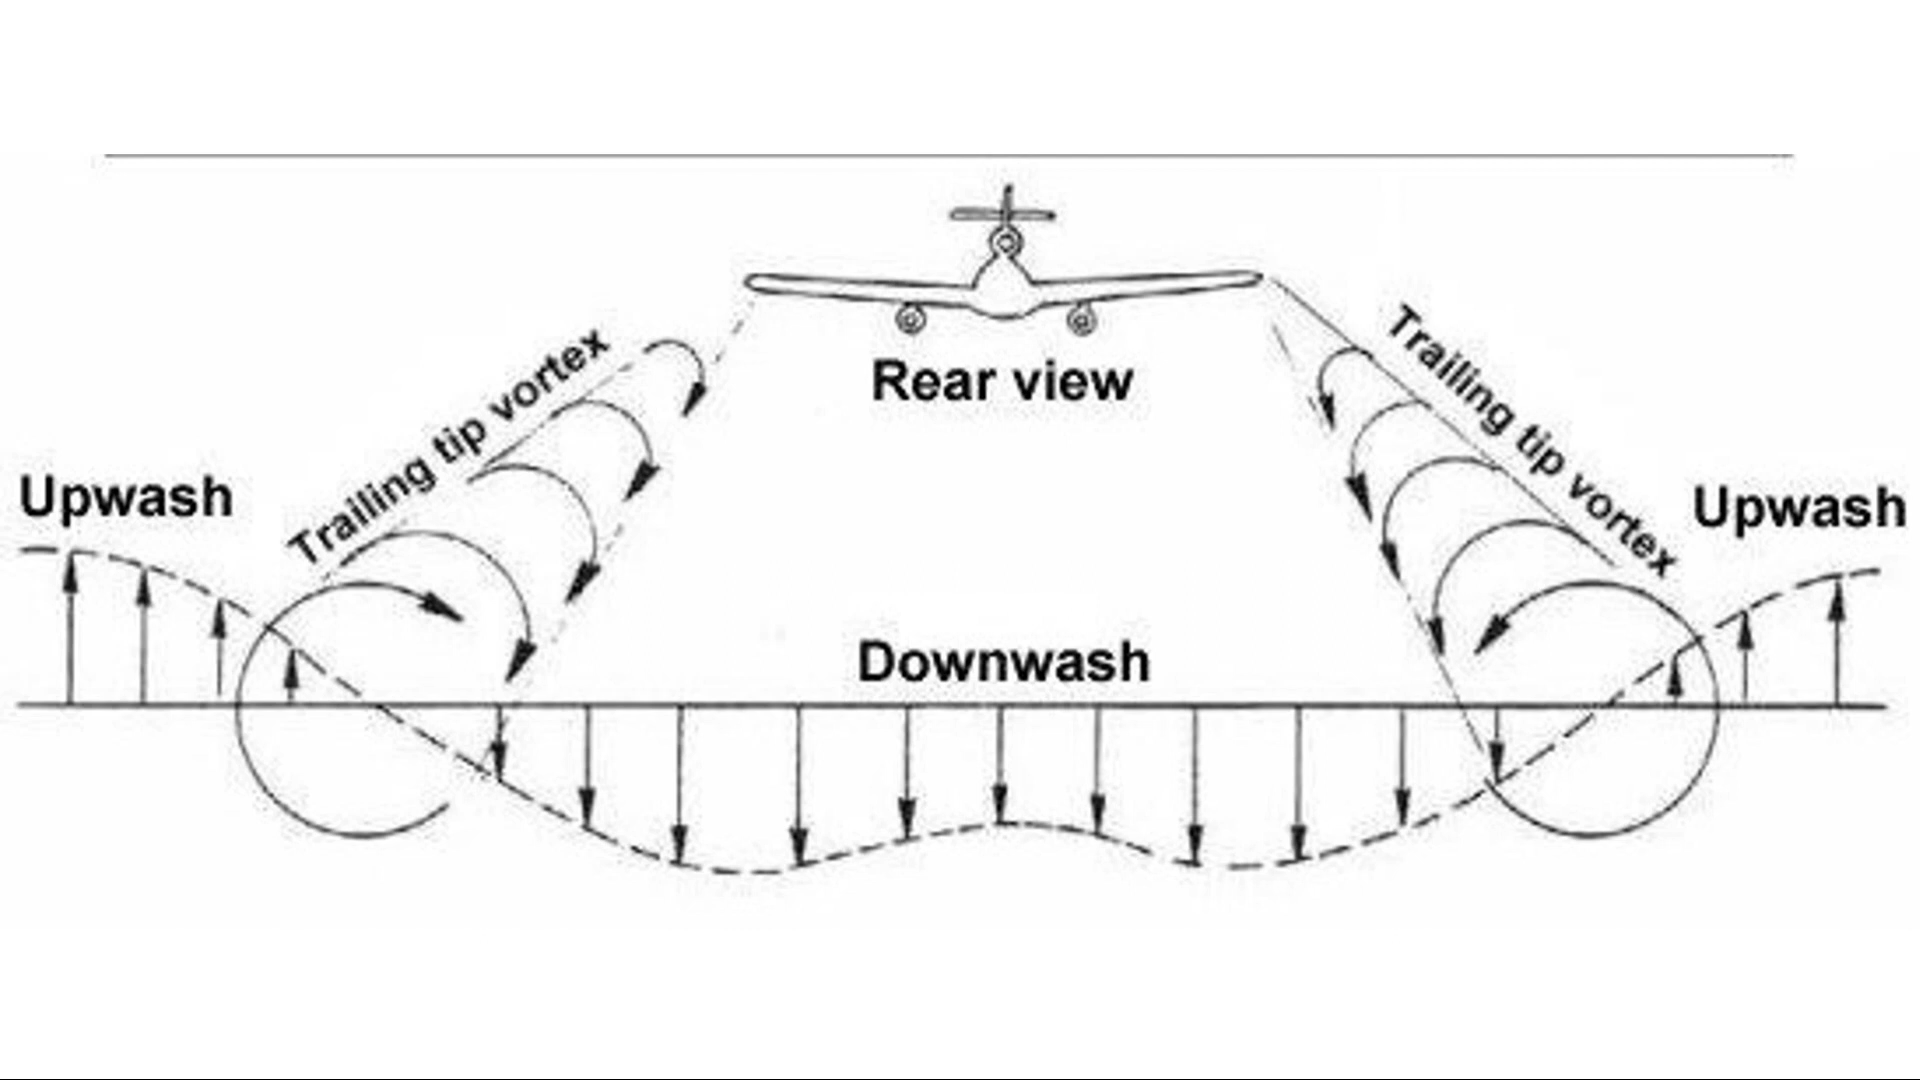 Rear view
Trailing tip vortex
Trailing tip vortex
Upwash
Upwash
Downwash